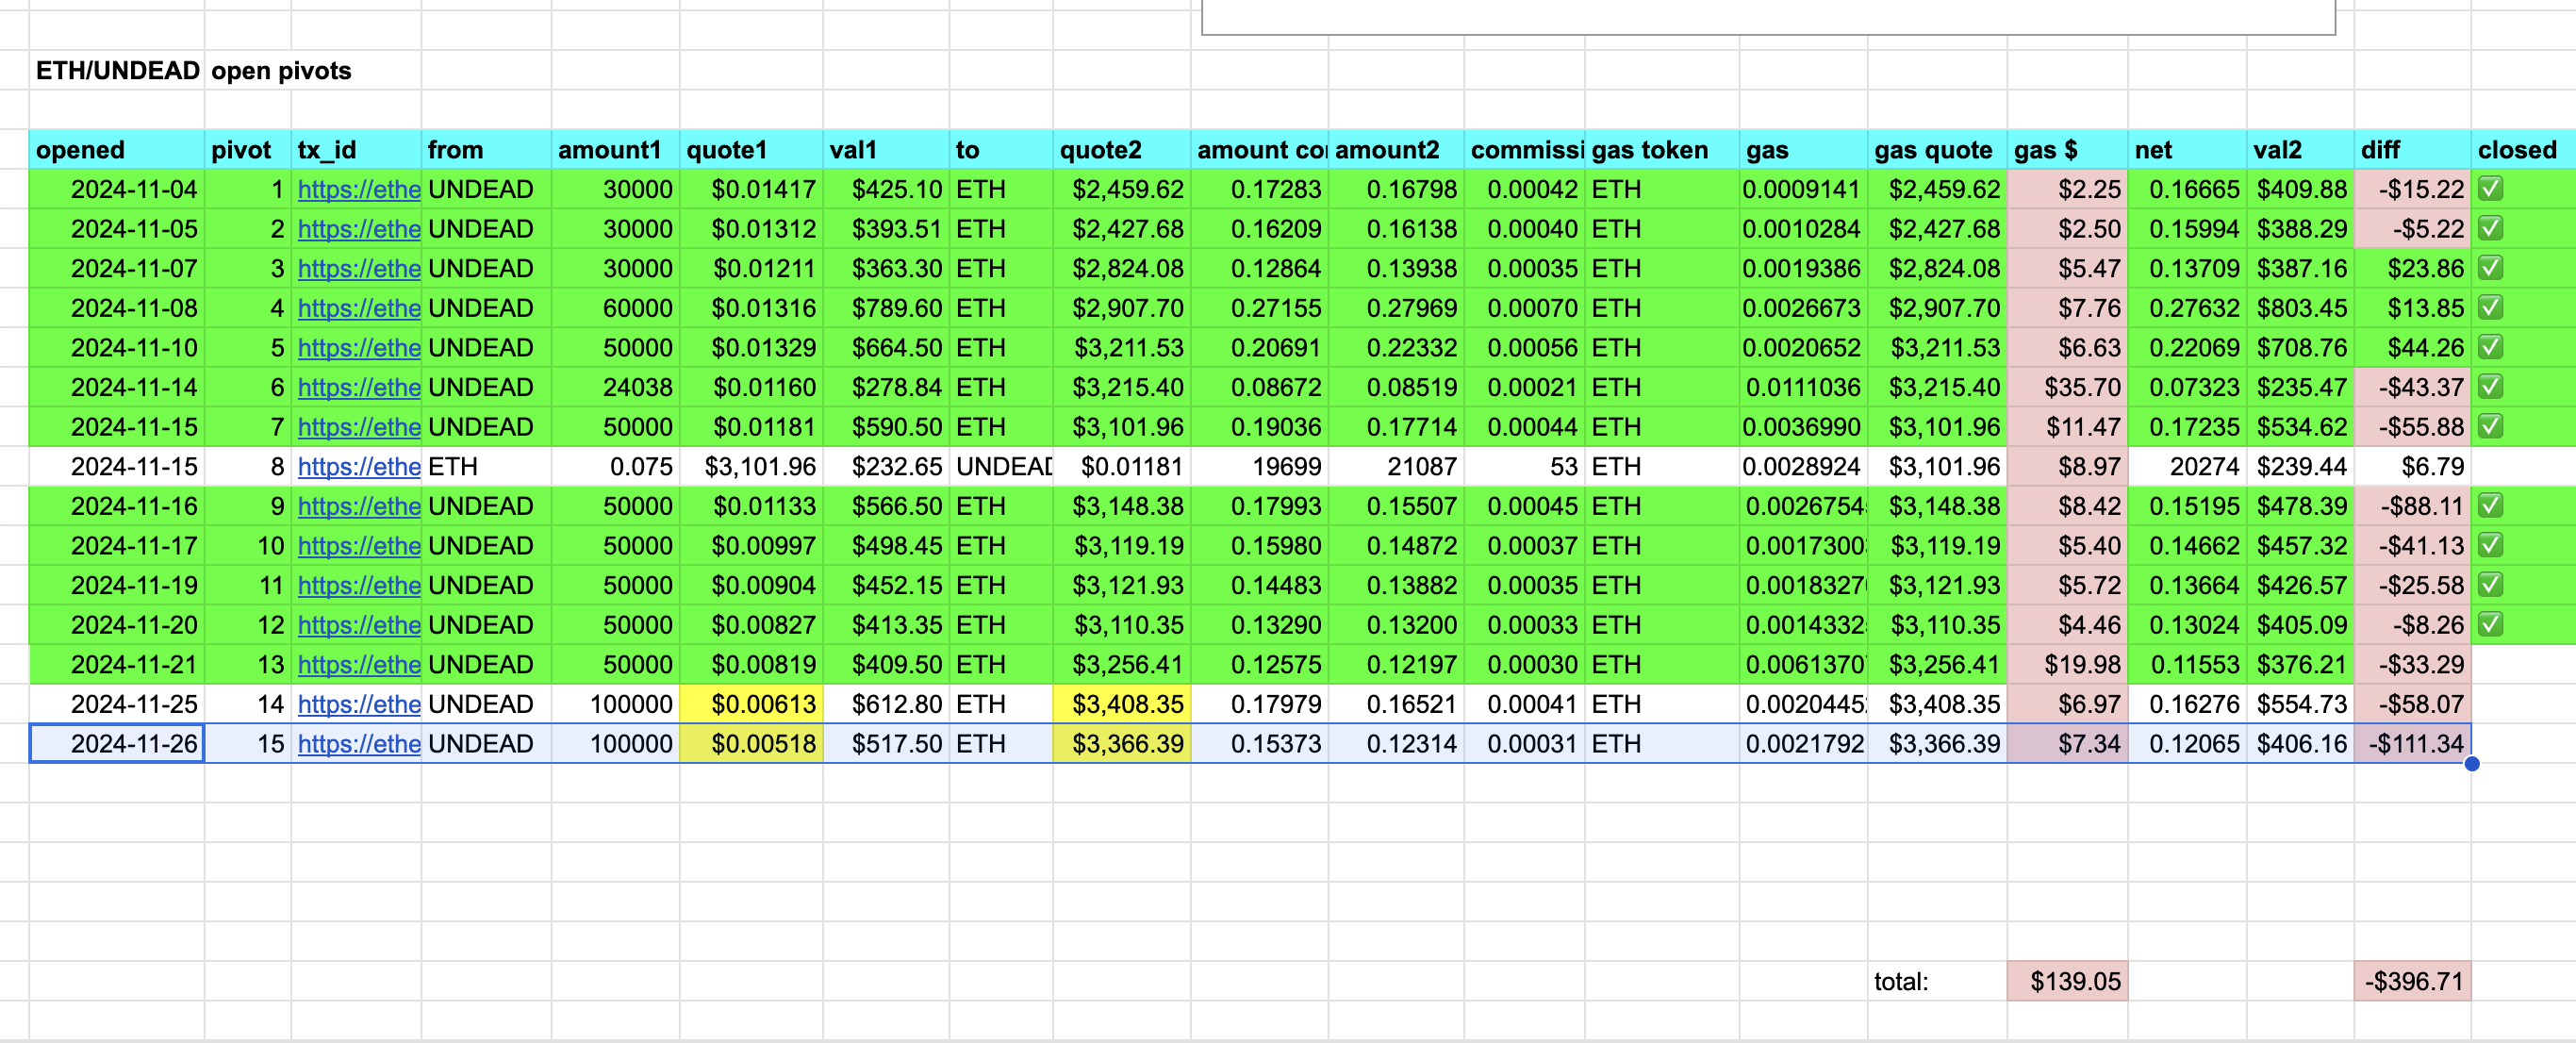 ETH/UNDEAD open pivots
opened pivot tx_id from amount1 quote1 val1 to quote2 amount co amount2 commissi gas token gas gas quote gas $ net val2 diff closed
2024-11-04 1 https://ethe UNDEAD 30000 $0.01417 $425.10 ETH $2,459.62 0.17283 0.16798 0.00042 ETH 0.0009141 $2,459.62 $2.25 0.16665 $409.88 -$15.22 ✅
2024-11-05 2 https://ethe UNDEAD 30000 $0.01312 $393.51 ETH $2,427.68 0.16209 0.16138 0.00040 ETH 0.0010284 $2,427.68 $2.50 0.15994 $388.29 -$5.22 ✅
2024-11-07 3 https://ethe UNDEAD 30000 $0.01211 $363.30 ETH $2,824.08 0.12864 0.13938 0.00035 ETH 0.0019386 $2,824.08 $5.47 0.13709 $387.16 $23.86 ✅
2024-11-08 4 https://ethe UNDEAD 60000 $0.01316 $789.60 ETH $2,907.70 0.27155 0.27969 0.00070 ETH 0.0026673 $2,907.70 $7.76 0.27632 $803.45 $13.85 ✅
2024-11-10 5 https://ethe UNDEAD 50000 $0.01329 $664.50 ETH $3,211.53 0.20691 0.22332 0.00056 ETH 0.0020652 $3,211.53 $6.63 0.22069 $708.76 $44.26 ✅
2024-11-14 6 https://ethe UNDEAD 24038 $0.01160 $278.84 ETH $3,215.40 0.08672 0.08519 0.00021 ETH 0.0111036 $3,215.40 $35.70 0.07323 $235.47 -$43.37 ✅
2024-11-15 7 https://ethe UNDEAD 50000 $0.01181 $590.50 ETH $3,101.96 0.19036 0.17714 0.00044 ETH 0.0036990 $3,101.96 $11.47 0.17235 $534.62 -$55.88 ✅
2024-11-15 8 https://ethe ETH 0.075 $3,101.96 $232.65 UNDEAD $0.01181 19699 21087 53 ETH 0.0028924 $3,101.96 $8.97 20274 $239.44 $6.79
2024-11-16 9 https://ethe UNDEAD 50000 $0.01133 $566.50 ETH $3,148.38 0.17993 0.15507 0.00045 ETH 0.0026754 $3,148.38 $8.42 0.15195 $478.39 -$88.11 ✅
2024-11-17 10 https://ethe UNDEAD 50000 $0.00997 $498.45 ETH $3,119.19 0.15980 0.14872 0.00037 ETH 0.0017300 $3,119.19 $5.40 0.14662 $457.32 -$41.13 ✅
2024-11-19 11 https://ethe UNDEAD 50000 $0.00904 $452.15 ETH $3,121.93 0.14483 0.13882 0.00035 ETH 0.0018327 $3,121.93 $5.72 0.13664 $426.57 -$25.58 ✅
2024-11-20 12 https://ethe UNDEAD 50000 $0.00827 $413.35 ETH $3,110.35 0.13290 0.13200 0.00033 ETH 0.0014332 $3,110.35 $4.46 0.13024 $405.09 -$8.26 ✅
2024-11-21 13 https://ethe UNDEAD 50000 $0.00819 $409.50 ETH $3,256.41 0.12575 0.12197 0.00030 ETH 0.0061370 $3,256.41 $19.98 0.11553 $376.21 -$33.29
2024-11-25 14 https://ethe UNDEAD 100000 $0.00613 $612.80 ETH $3,408.35 0.17979 0.16521 0.00041 ETH 0.0020445 $3,408.35 $6.97 0.16276 $554.73 -$58.07
2024-11-26 15 https://ethe UNDEAD 100000 $0.00518 $517.50 ETH $3,366.39 0.15373 0.12314 0.00031 ETH 0.0021792 $3,366.39 $7.34 0.12065 $406.16 -$111.34
total: $139.05 -$396.71